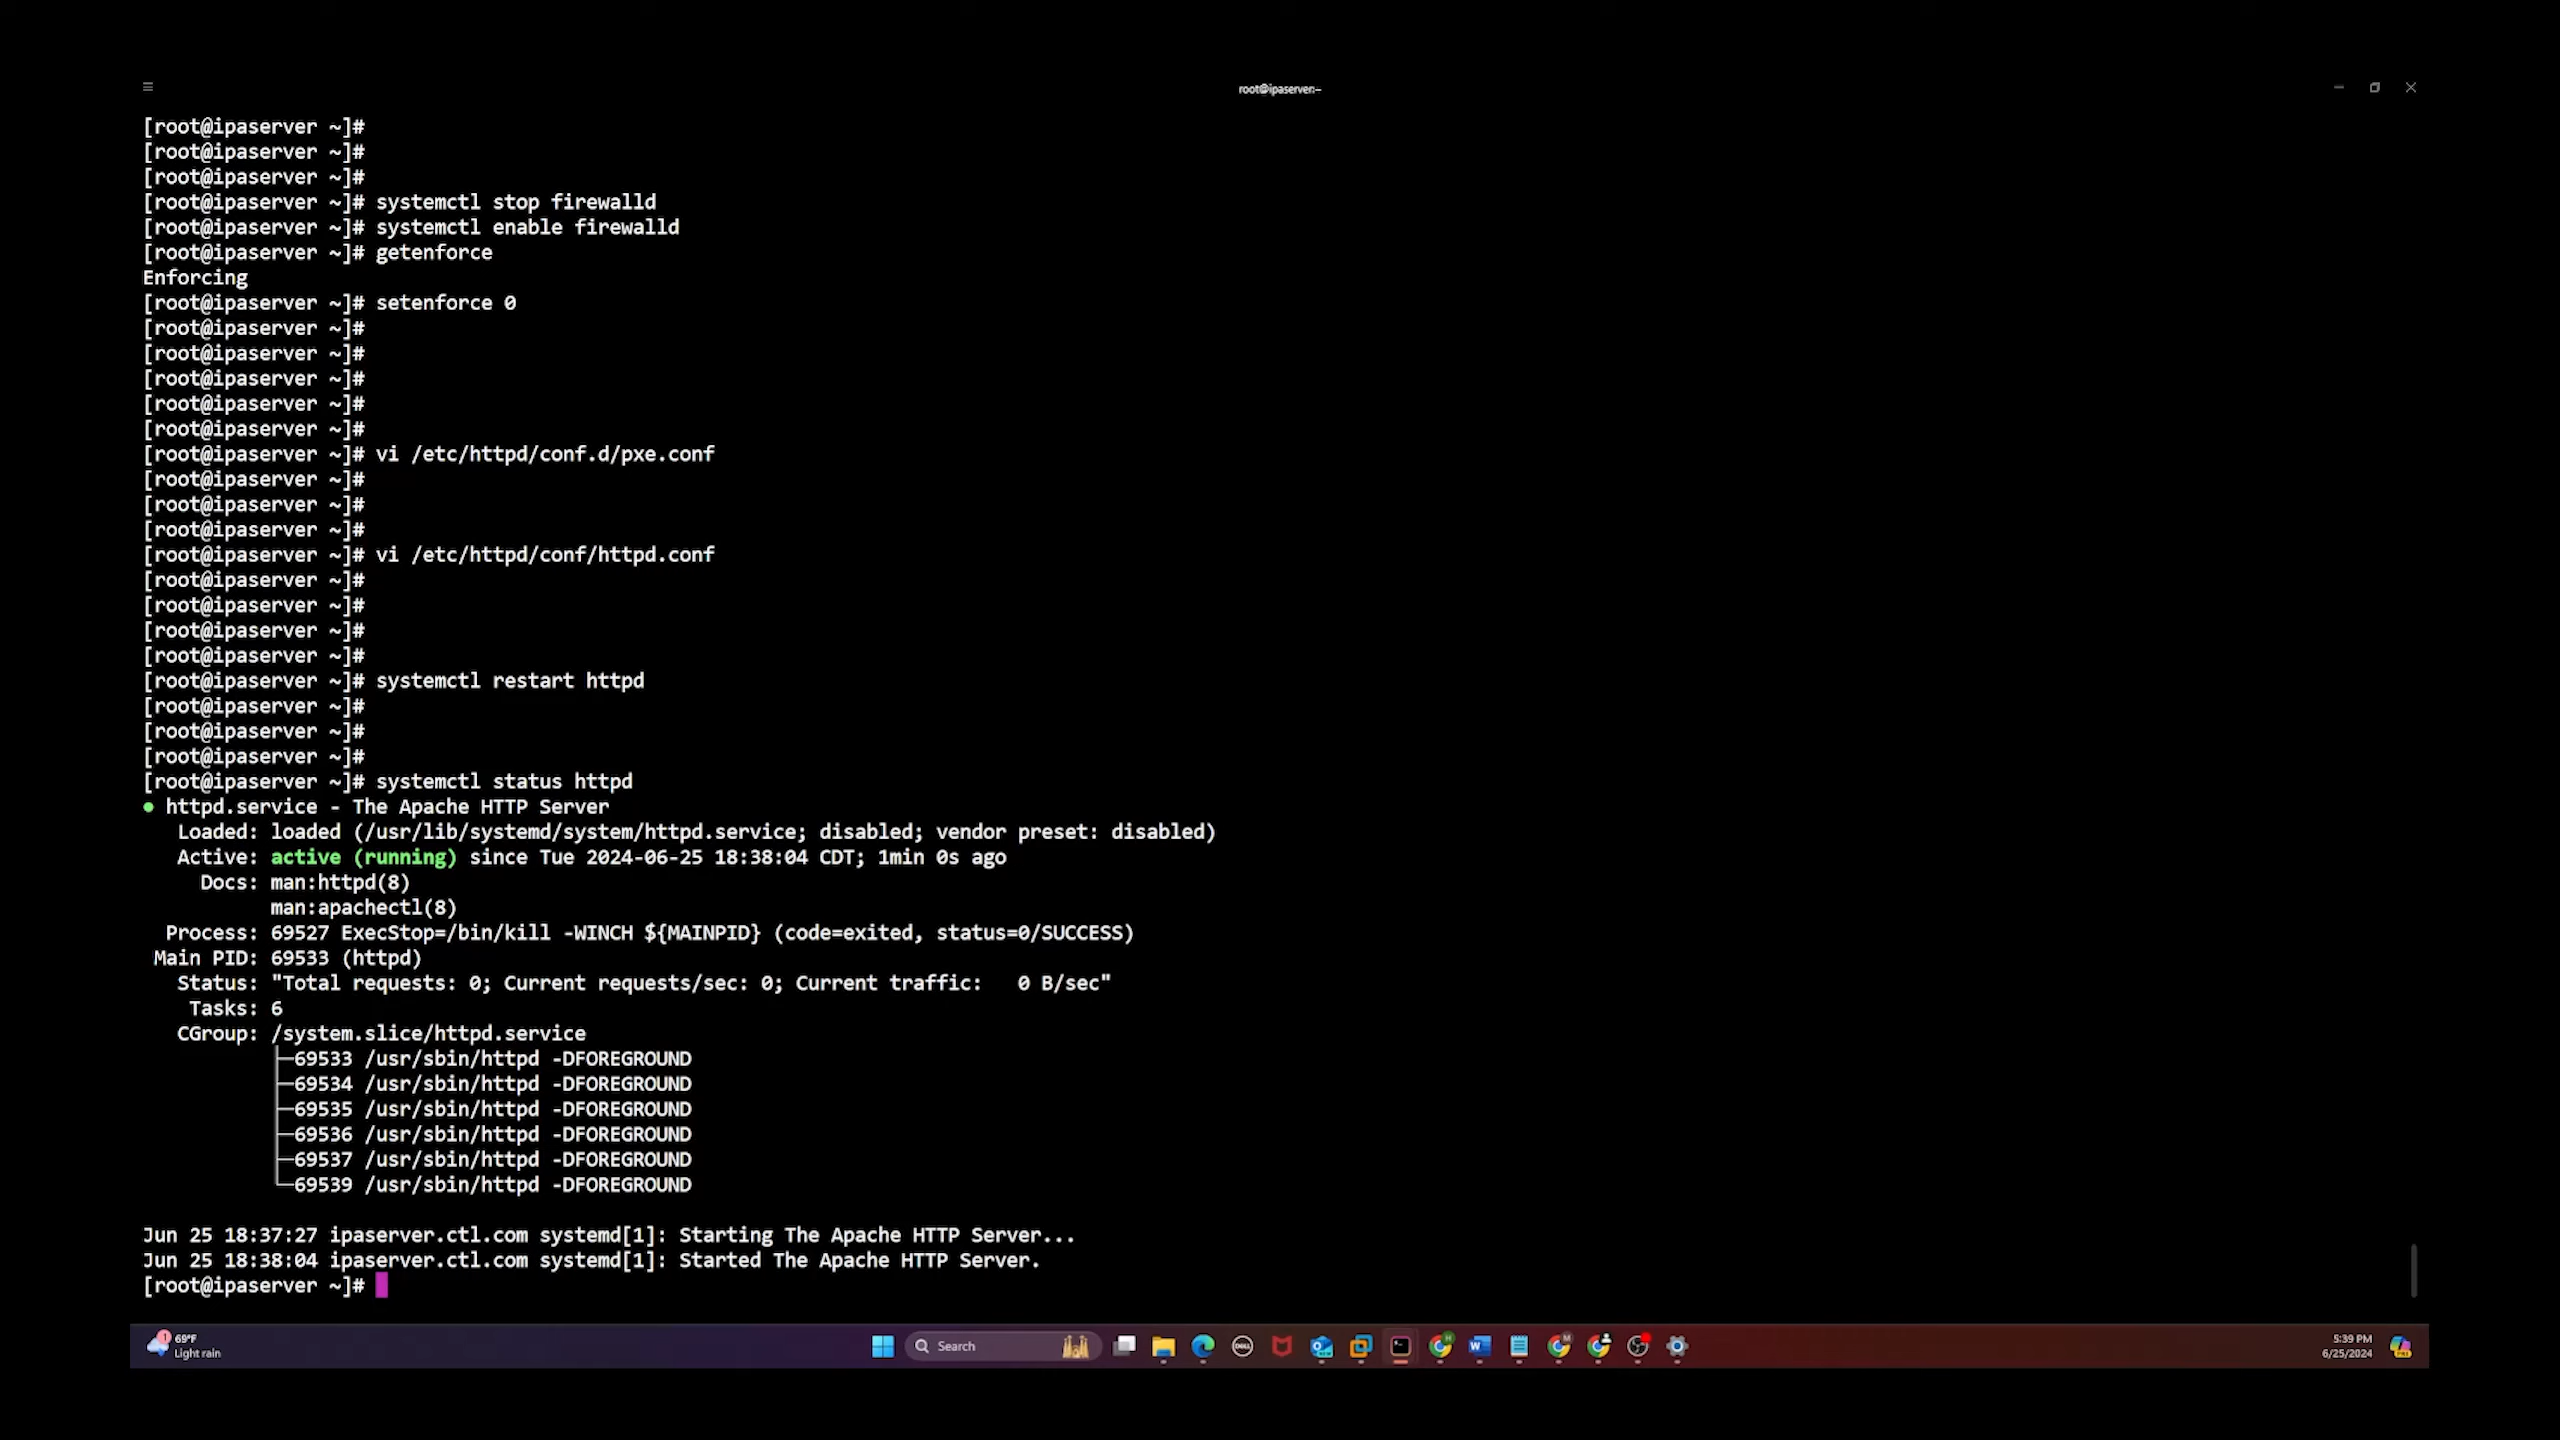 root@ipaserver:~
[root@ipaserver ~]#
[root@ipaserver ~]#
[root@ipaserver ~]#
[root@ipaserver ~]# systemctl stop firewalld
[root@ipaserver ~]# systemctl enable firewalld
[root@ipaserver ~]# getenforce
Enforcing
[root@ipaserver ~]# setenforce 0
[root@ipaserver ~]#
[root@ipaserver ~]#
[root@ipaserver ~]#
[root@ipaserver ~]#
[root@ipaserver ~]#
[root@ipaserver ~]# vi /etc/httpd/conf.d/pxe.conf
[root@ipaserver ~]#
[root@ipaserver ~]#
[root@ipaserver ~]#
[root@ipaserver ~]# vi /etc/httpd/conf/httpd.conf
[root@ipaserver ~]#
[root@ipaserver ~]#
[root@ipaserver ~]#
[root@ipaserver ~]#
[root@ipaserver ~]# systemctl restart httpd
[root@ipaserver ~]#
[root@ipaserver ~]#
[root@ipaserver ~]#
[root@ipaserver ~]# systemctl status httpd
● httpd.service - The Apache HTTP Server
Loaded: loaded (/usr/lib/systemd/system/httpd.service; disabled; vendor preset: disabled)
Active: active (running) since Tue 2024-06-25 18:38:04 CDT; 1min 0s ago
Docs: man:httpd(8)
man:apachectl(8)
Process: 69527 ExecStop=/bin/kill -WINCH ${MAINPID} (code=exited, status=0/SUCCESS)
Main PID: 69533 (httpd)
Status: "Total requests: 0; Current requests/sec: 0; Current traffic:   0 B/sec"
Tasks: 6
CGroup: /system.slice/httpd.service
├─69533 /usr/sbin/httpd -DFOREGROUND
├─69534 /usr/sbin/httpd -DFOREGROUND
├─69535 /usr/sbin/httpd -DFOREGROUND
├─69536 /usr/sbin/httpd -DFOREGROUND
├─69537 /usr/sbin/httpd -DFOREGROUND
└─69539 /usr/sbin/httpd -DFOREGROUND
Jun 25 18:37:27 ipaserver.ctl.com systemd[1]: Starting The Apache HTTP Server...
Jun 25 18:38:04 ipaserver.ctl.com systemd[1]: Started The Apache HTTP Server.
[root@ipaserver ~]#
1
69°F
Light rain
Search
DELL
W
5:39 PM
6/25/2024